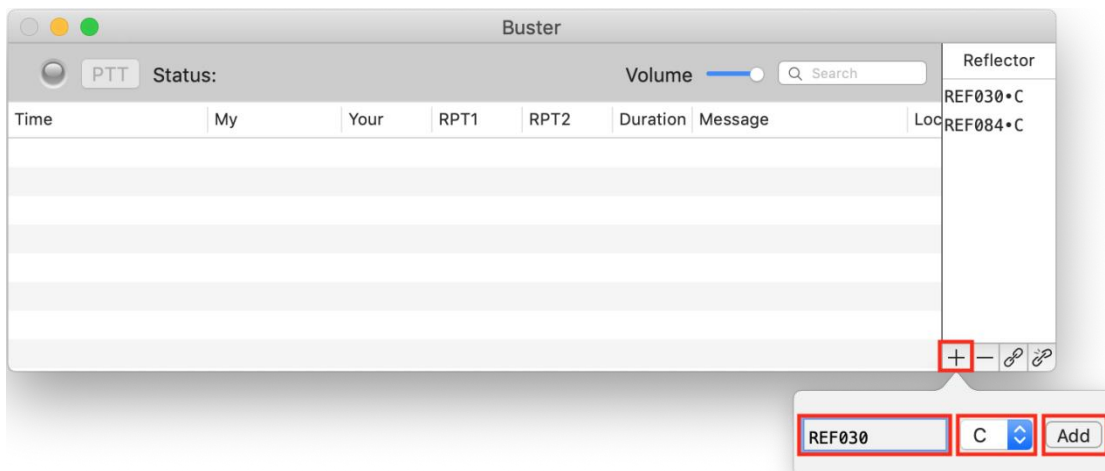 Buster
PTT Status: Volume Search Reflector
REF030•C
Time My Your RPT1 RPT2 Duration Message Loc
REF084•C
REF030 C Add